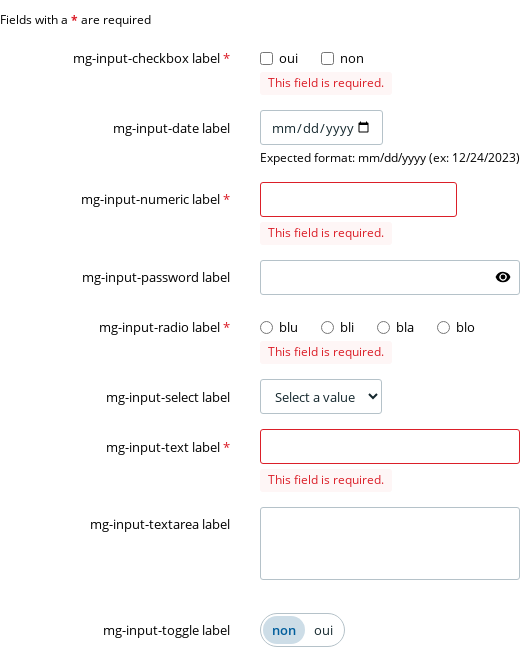 Fields with a * are required
mg-input-checkbox label * oui non
This field is required.
mg-input-date label mm/dd/yyyy
Expected format: mm/dd/yyyy (ex: 12/24/2023)
mg-input-numeric label *
This field is required.
mg-input-password label
mg-input-radio label * blu bli bla blo
This field is required.
mg-input-select label Select a value
mg-input-text label *
This field is required.
mg-input-textarea label
mg-input-toggle label non oui